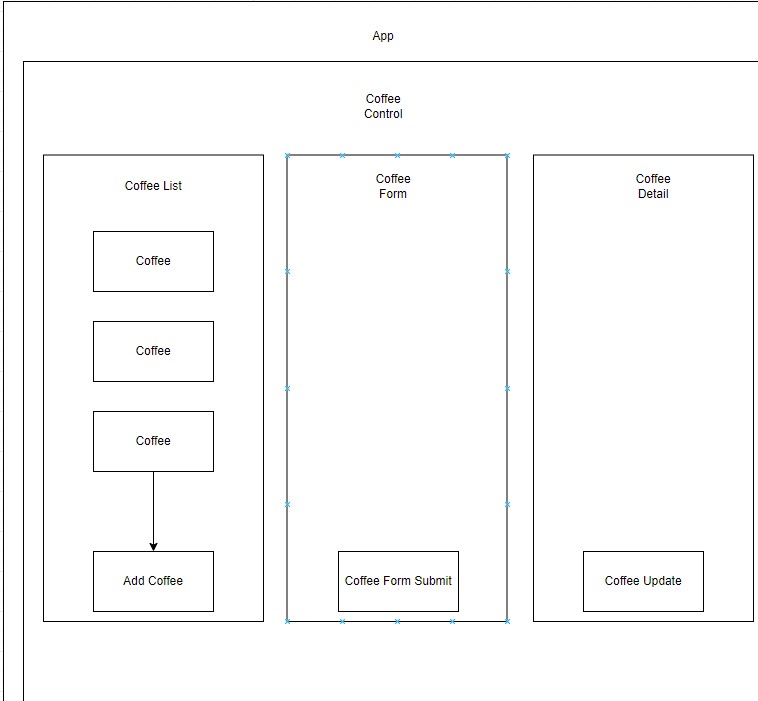 App
Coffee
Control
Coffee List
Coffee
Form
Coffee
Detail
Coffee
Coffee
Coffee
Add Coffee
Coffee Form Submit
Coffee Update